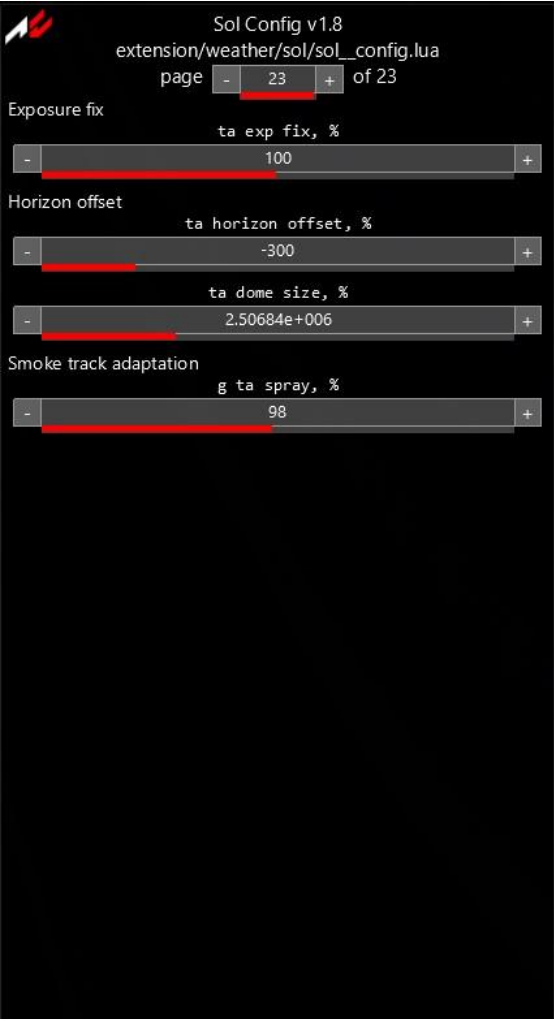 Sol Config v1.8
extension/weather/sol/sol__config.lua
page - 23 + of 23
Exposure fix
ta exp fix, %
- 100 +
Horizon offset
ta horizon offset, %
- -300 +
ta dome size, %
- 2.50684e+006 +
Smoke track adaptation
g ta spray, %
- 98 +